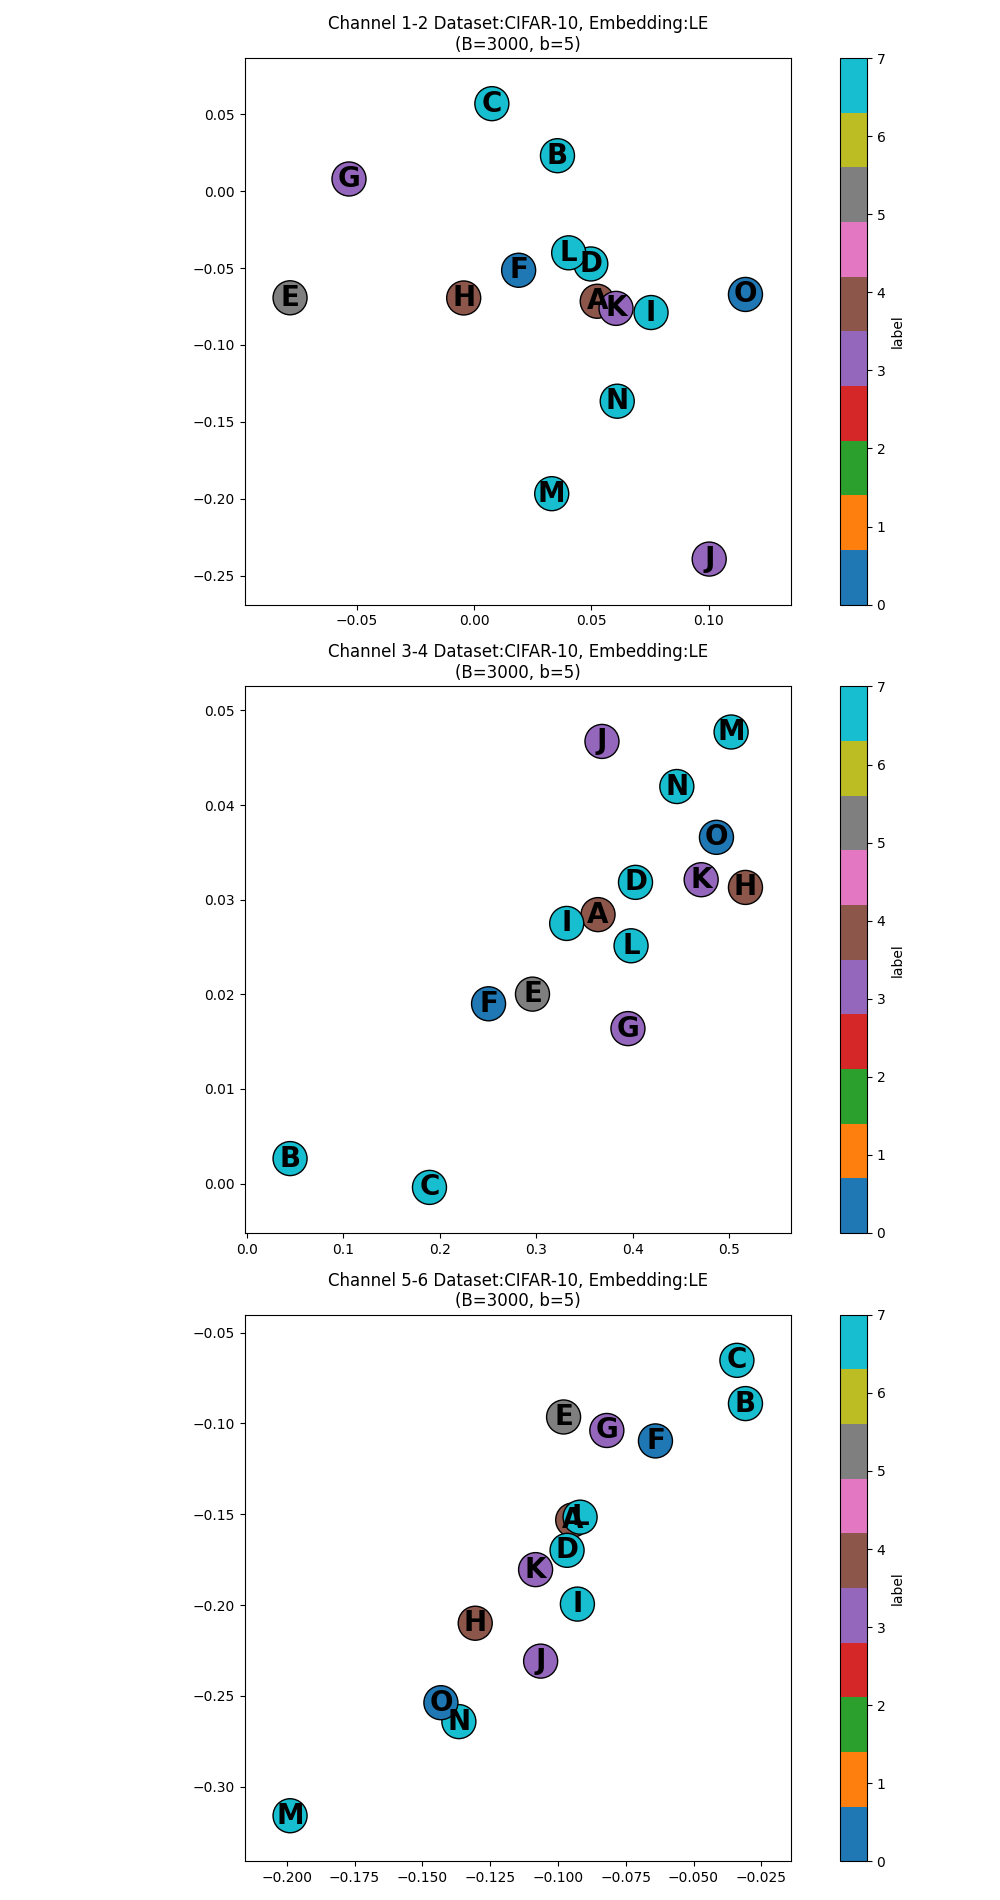 Channel 1-2 Dataset:CIFAR-10, Embedding:LE
(B=3000, b=5)
7
0.05
C
B
6
G
0.00
5
L
D
−0.05
F
E
H
O
4
A
K
I
label
−0.10
3
N
−0.15
2
M
−0.20
1
J
−0.25
0
−0.05
0.00
0.05
0.10
Channel 3-4 Dataset:CIFAR-10, Embedding:LE
(B=3000, b=5)
7
0.05
M
J
6
N
0.04
O
5
D
K
H
0.03
A
I
4
L
label
0.02
E
F
3
G
0.01
2
B
1
0.00
C
0
0.0
0.1
0.2
0.3
0.4
0.5
Channel 5-6 Dataset:CIFAR-10, Embedding:LE
(B=3000, b=5)
7
−0.05
C
6
B
−0.10
E
G
F
5
−0.15
A
L
D
4
K
label
−0.20
I
H
3
J
−0.25
O
N
2
−0.30
1
M
0
−0.200
−0.175
−0.150
−0.125
−0.100
−0.075
−0.050
−0.025